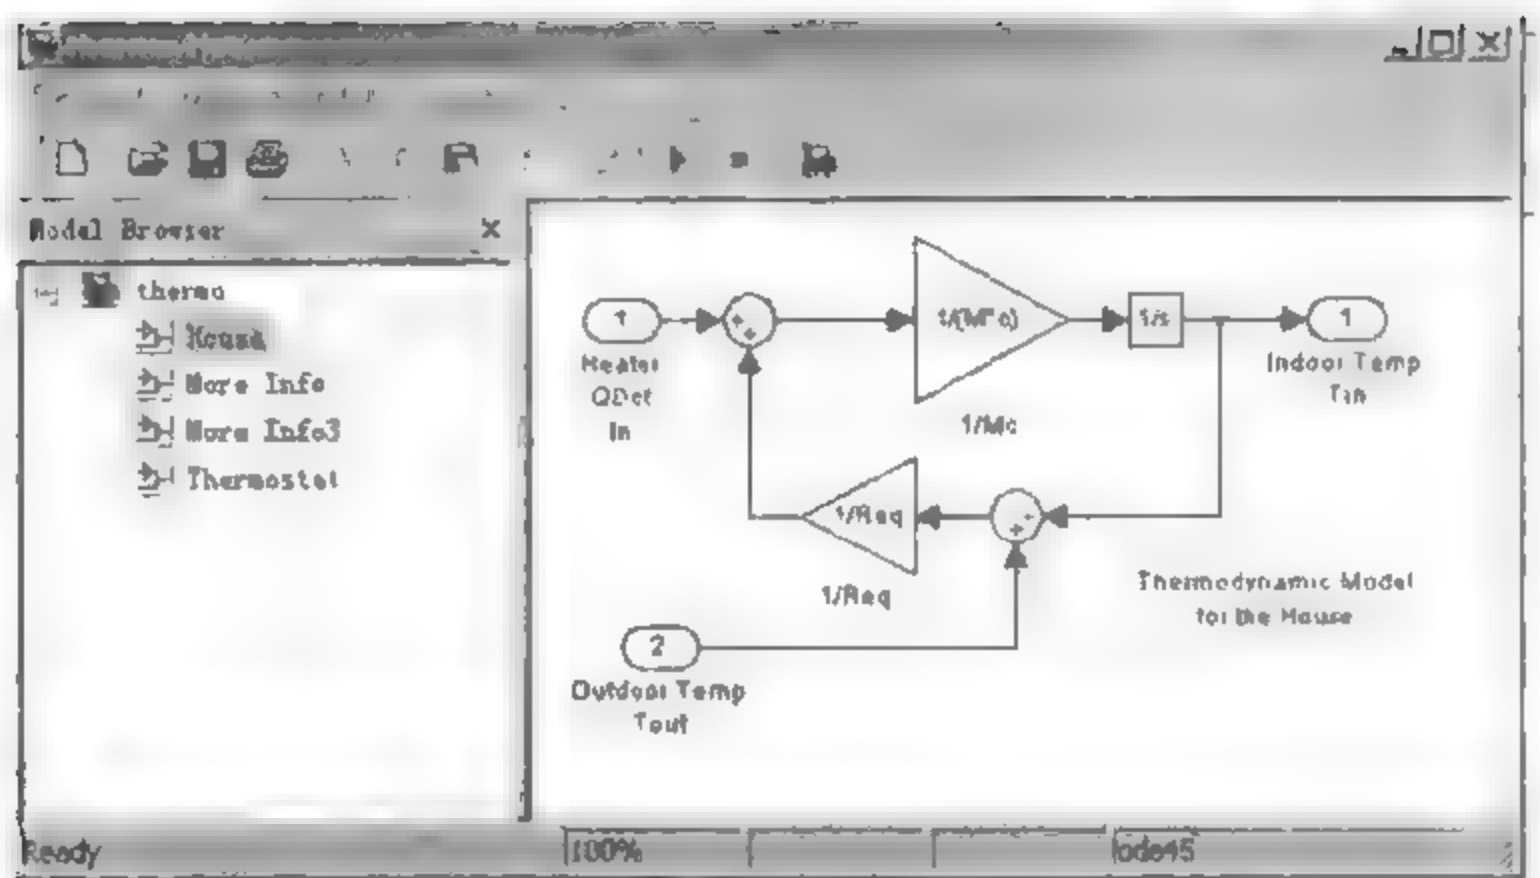 Model Browser
thermo
House
More Info
More Info3
Thermostat
1
Heater
QDot
In
1/(M*c)
1/Mc
1/s
1
Indoor Temp
Tin
1/Req
1/Req
Thermodynamic Model
for the House
2
Outdoor Temp
Tout
Ready
100%
ode45